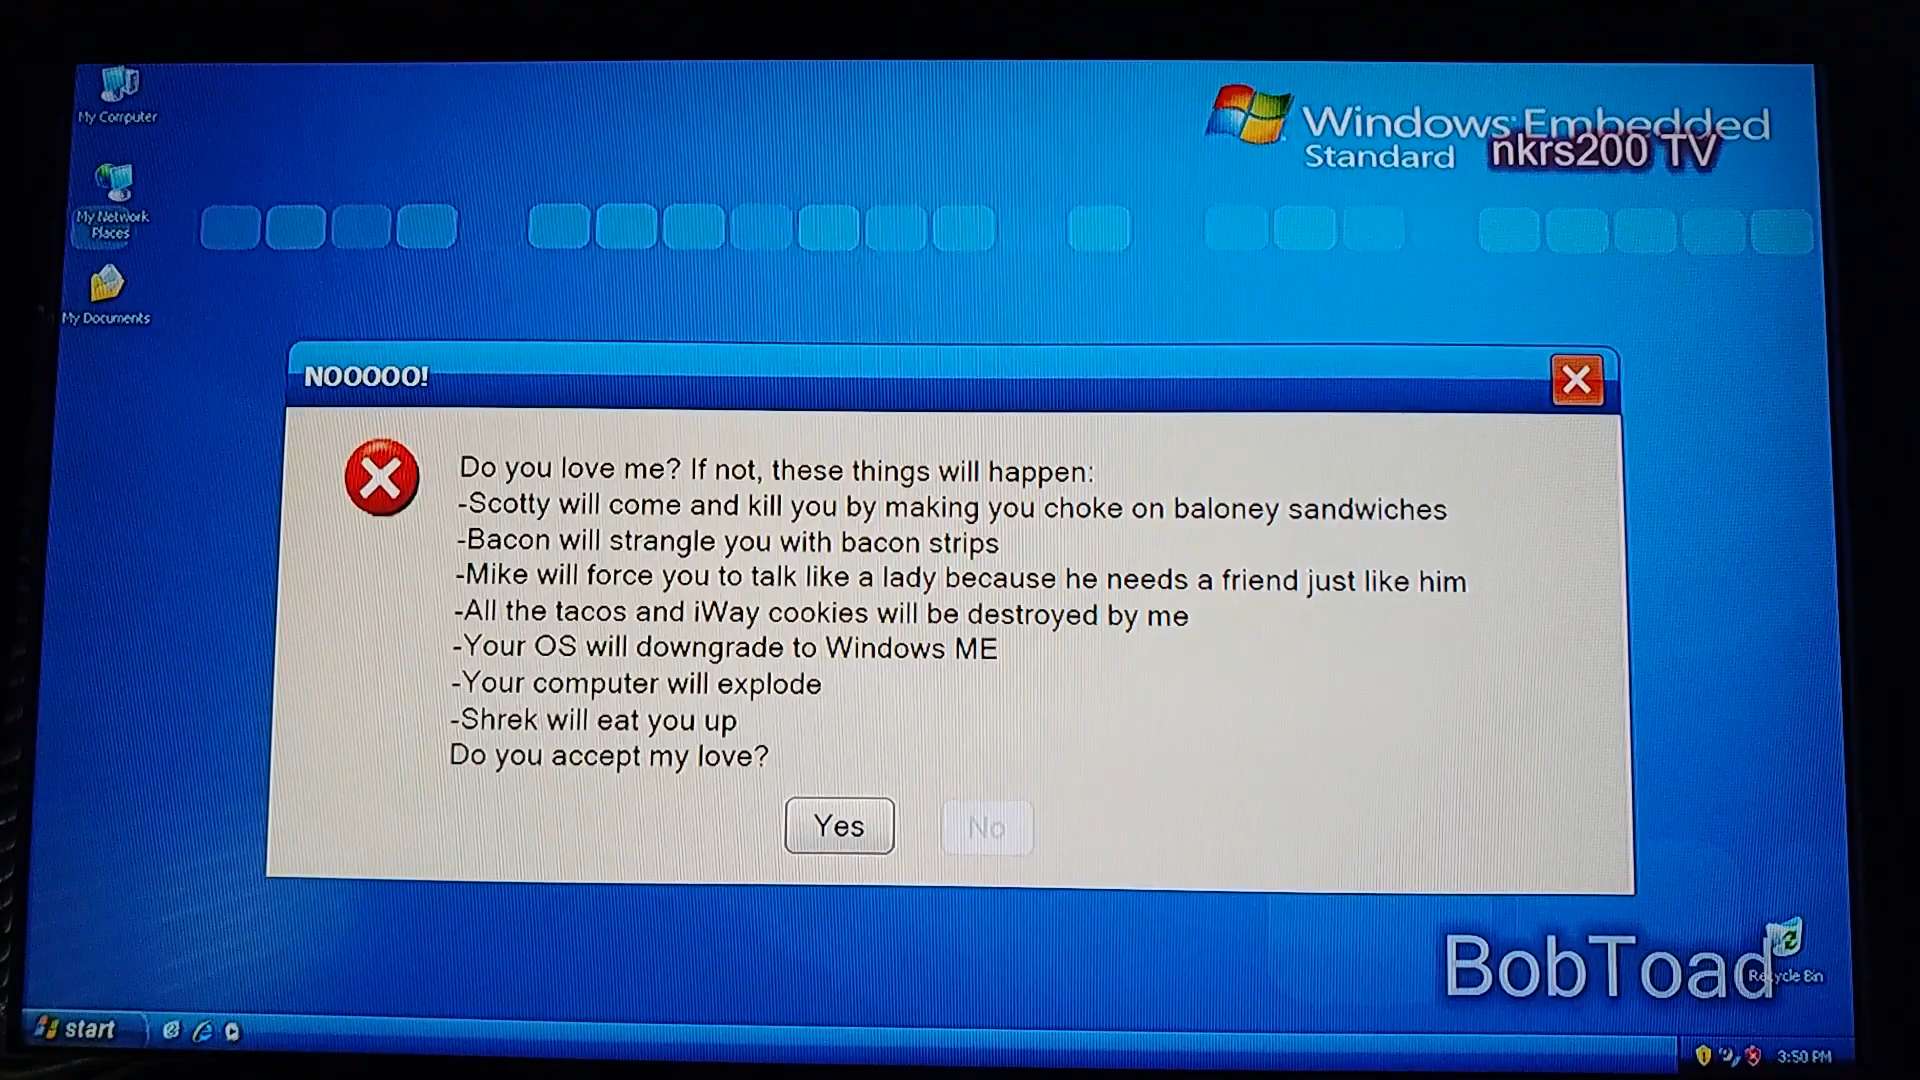 My Computer
Windows Embedded
Standard
nkrs200 TV
My Network
Places
My Documents
NOOOOO!
Do you love me? If not, these things will happen:
-Scotty will come and kill you by making you choke on baloney sandwiches
-Bacon will strangle you with bacon strips
-Mike will force you to talk like a lady because he needs a friend just like him
-All the tacos and iWay cookies will be destroyed by me
-Your OS will downgrade to Windows ME
-Your computer will explode
-Shrek will eat you up
Do you accept my love?
Yes No
BobToad
Recycle Bin
start
3:50 PM